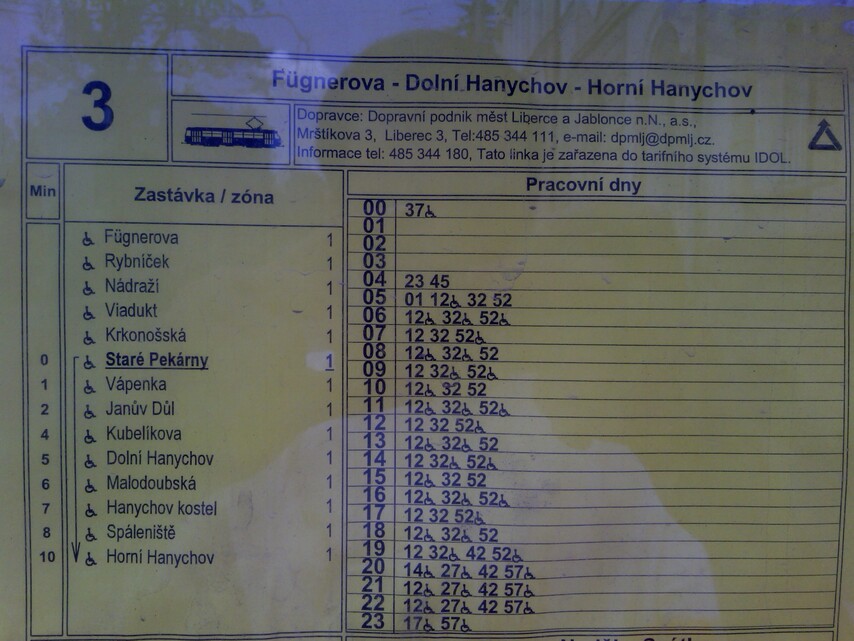 3
Fügnerova - Dolní Hanychov - Horní Hanychov
Dopravce: Dopravní podnik měst Liberce a Jablonce n.N., a.s.,
Mrštíkova 3, Liberec 3, Tel:485 344 111, e-mail: dpmlj@dpmlj.cz.
Informace tel: 485 344 180, Tato linka je zařazena do tarifního systému IDOL.
Min Zastávka / zóna
Fügnerova 1
Rybníček 1
Nádraží 1
Viadukt 1
Krkonošská 1
0 Staré Pekárny 1
1 Vápenka 1
2 Janův Důl 1
4 Kubelíkova 1
5 Dolní Hanychov 1
6 Malodoubská 1
7 Hanychov kostel 1
8 Spáleniště 1
10 Horní Hanychov 1
Pracovní dny
00 37
01
02
03
04 23 45
05 01 12 32 52
06 12 32 52
07 12 32 52
08 12 32 52
09 12 32 52
10 12 32 52
11 12 32 52
12 12 32 52
13 12 32 52
14 12 32 52
15 12 32 52
16 12 32 52
17 12 32 52
18 12 32 52
19 12 32 42 52
20 14 27 42 57
21 12 27 42 57
22 12 27 42 57
23 17 57